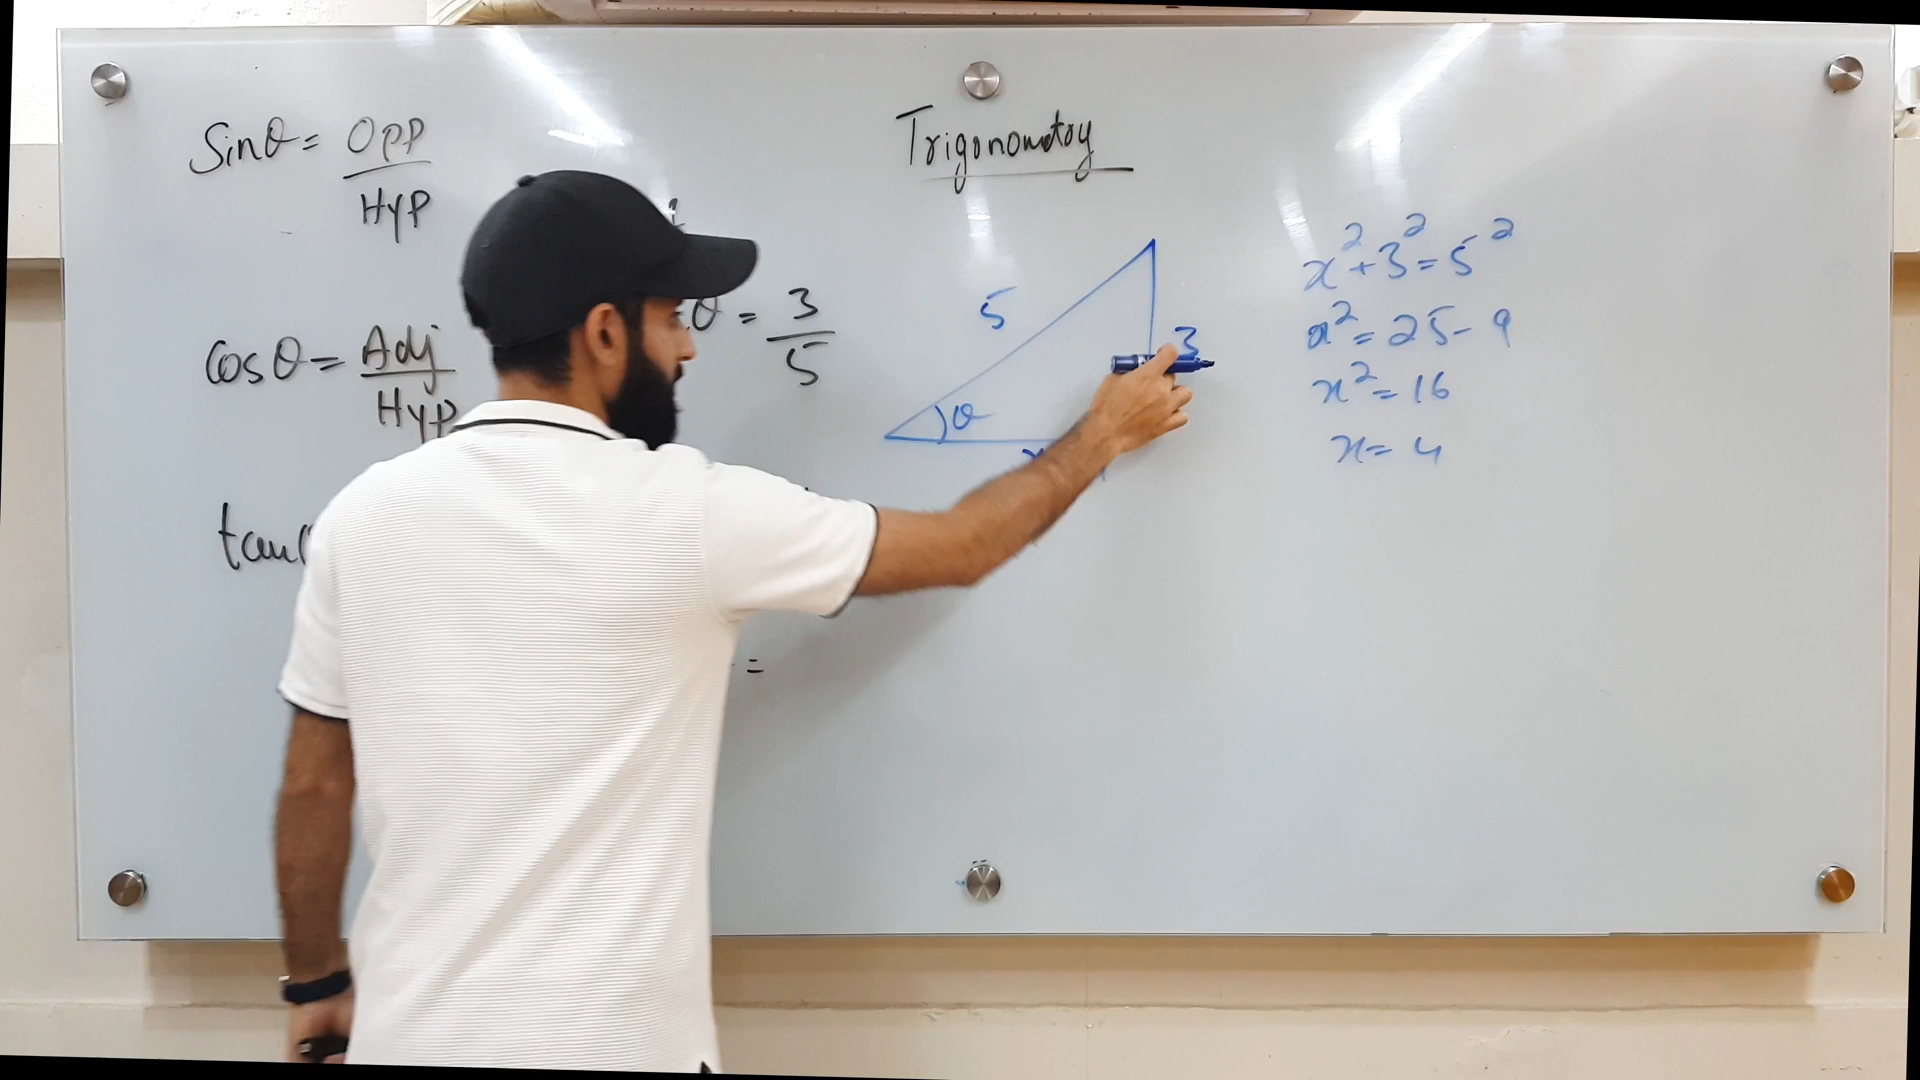 Trigonometry
Sinθ = Opp
Hyp
Cosθ = Adj
Hyp
tan
θ = 3
5
=
5
3
θ
x² + 3² = 5²
x² = 25 - 9
x² = 16
x = 4